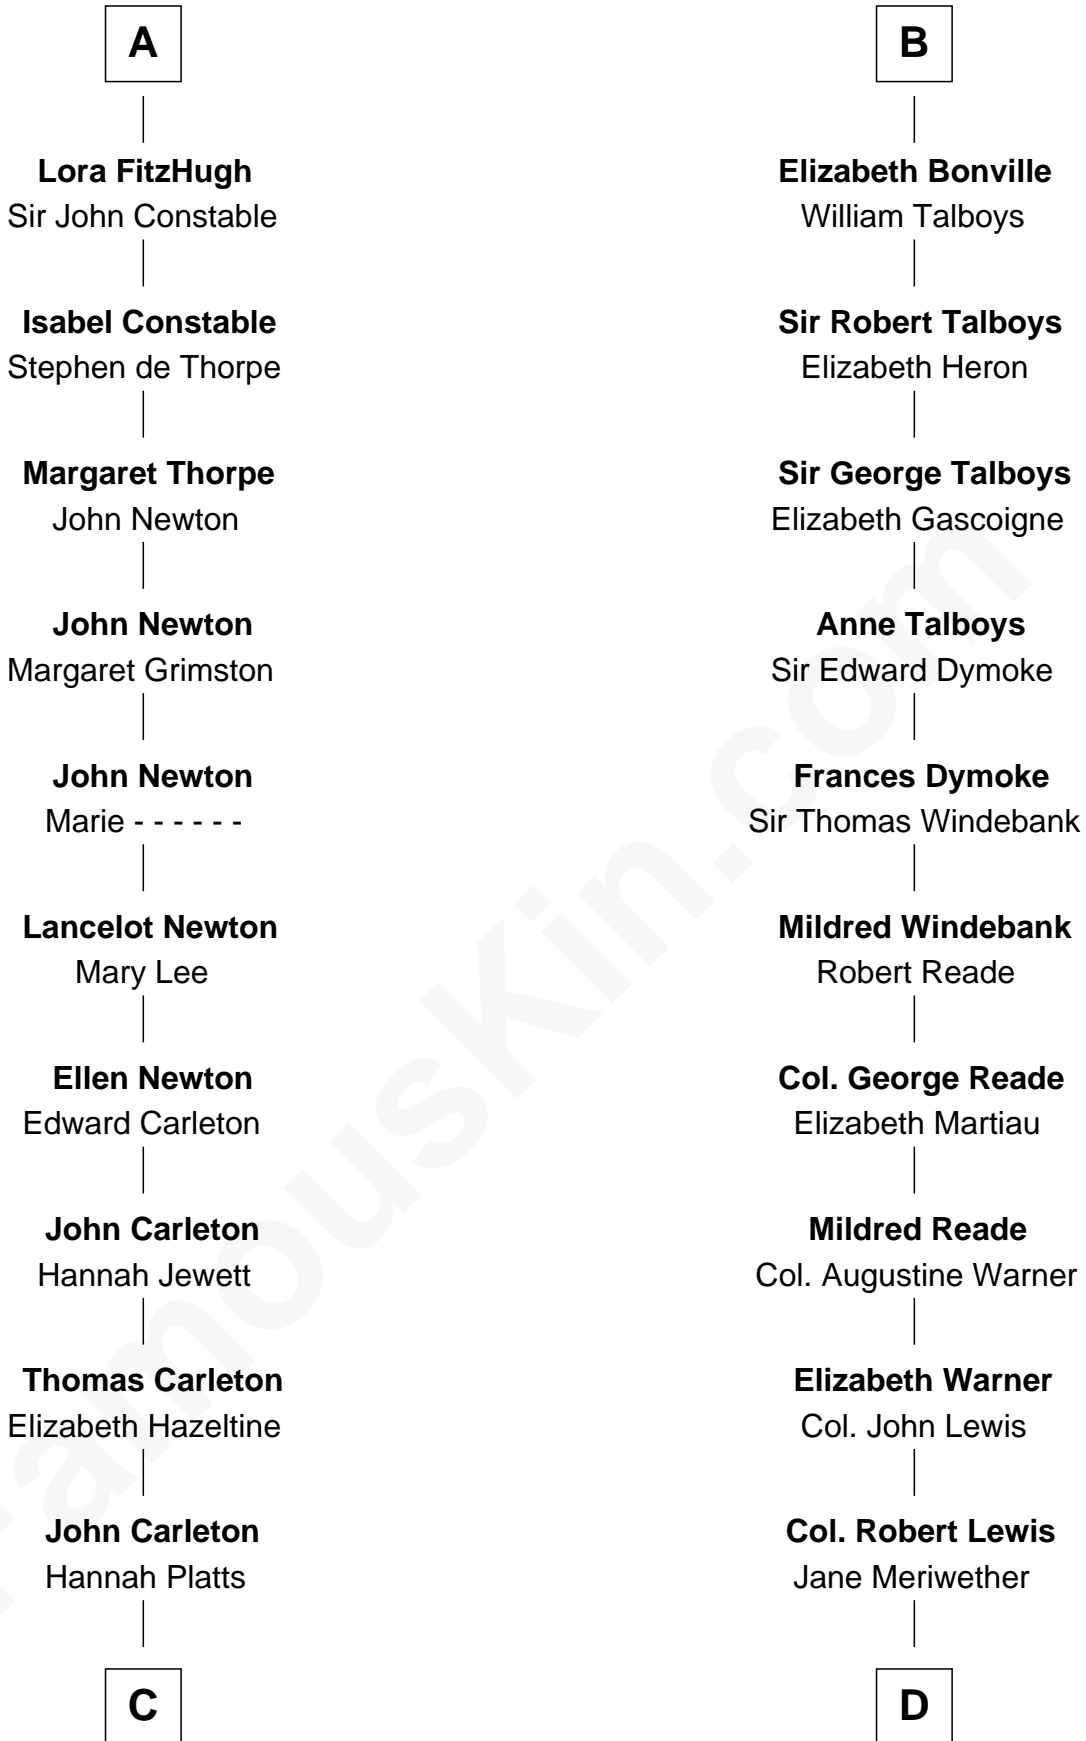 A
Lora FitzHugh
Sir John Constable
Isabel Constable
Stephen de Thorpe
Margaret Thorpe
John Newton
John Newton
Margaret Grimston
John Newton
Marie - - - - - -
Lancelot Newton
Mary Lee
Ellen Newton
Edward Carleton
John Carleton
Hannah Jewett
Thomas Carleton
Elizabeth Hazeltine
John Carleton
Hannah Platts
C
B
Elizabeth Bonville
William Talboys
Sir Robert Talboys
Elizabeth Heron
Sir George Talboys
Elizabeth Gascoigne
Anne Talboys
Sir Edward Dymoke
Frances Dymoke
Sir Thomas Windebank
Mildred Windebank
Robert Reade
Col. George Reade
Elizabeth Martiau
Mildred Reade
Col. Augustine Warner
Elizabeth Warner
Col. John Lewis
Col. Robert Lewis
Jane Meriwether
D
FamousKin.com